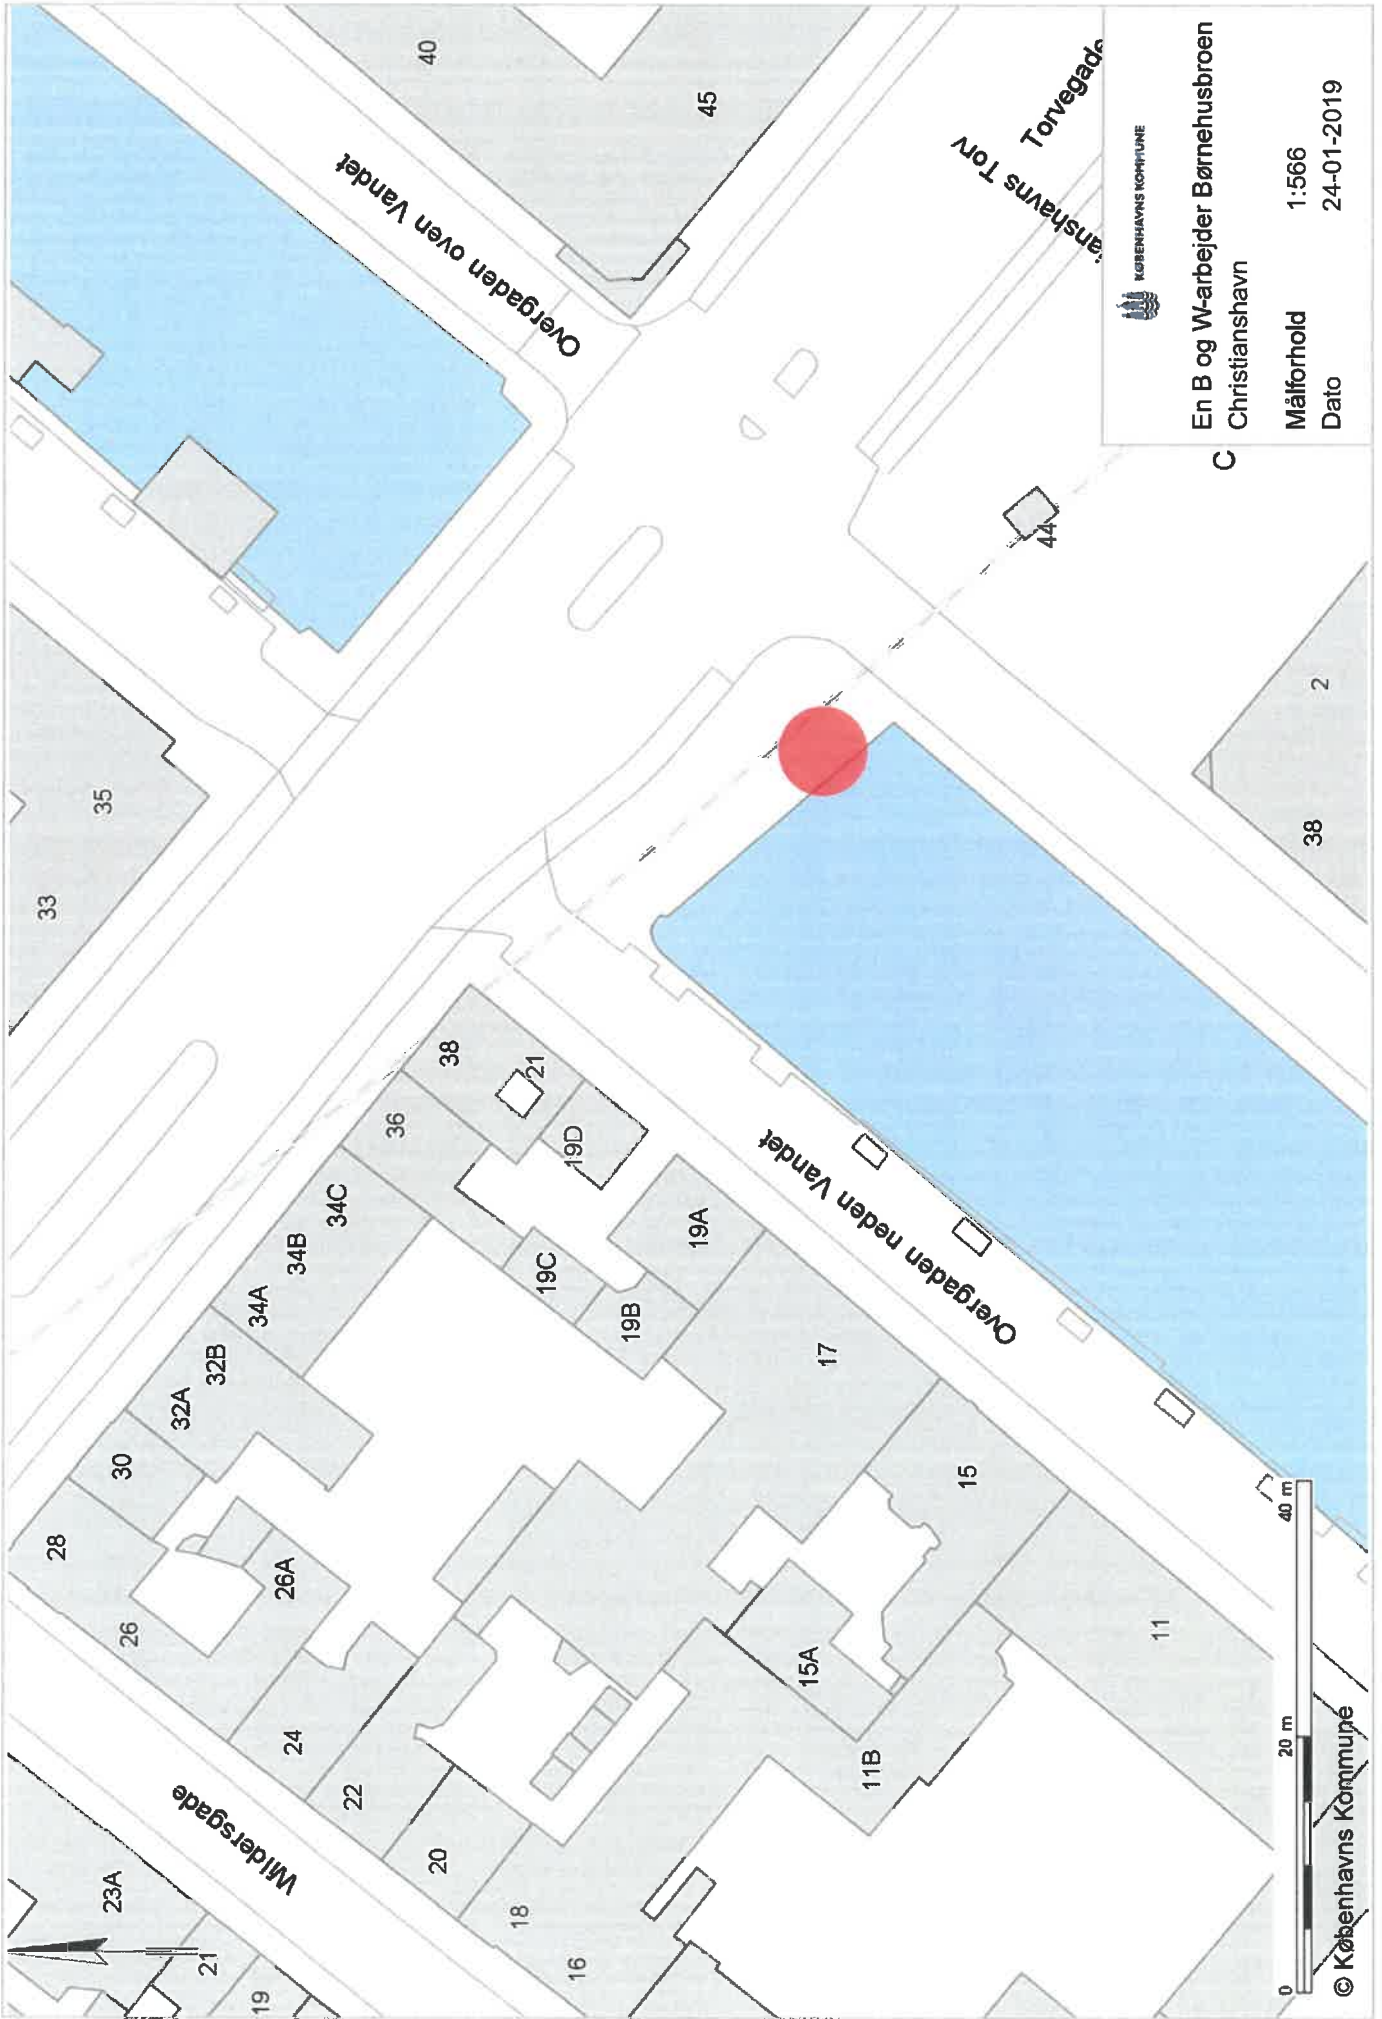 40
45
Overgaden oven Vandet
Torvegade
anshavns Torv
33
35
44
C
2
38
38
21
36
19D
34C
34B
34A
19C
19B
19A
32B
32A
30
28
26
26A
24
22
20
18
16
17
15
15A
11B
11
Overgaden neden Vandet
Wildersgade
23A
21
19
KØBENHAVNS KOMMUNE
En B og W-arbejder Børnehusbroen
Christianshavn
Målforhold 1:566
Dato 24-01-2019
0 20 m 40 m
© Københavns Kommune